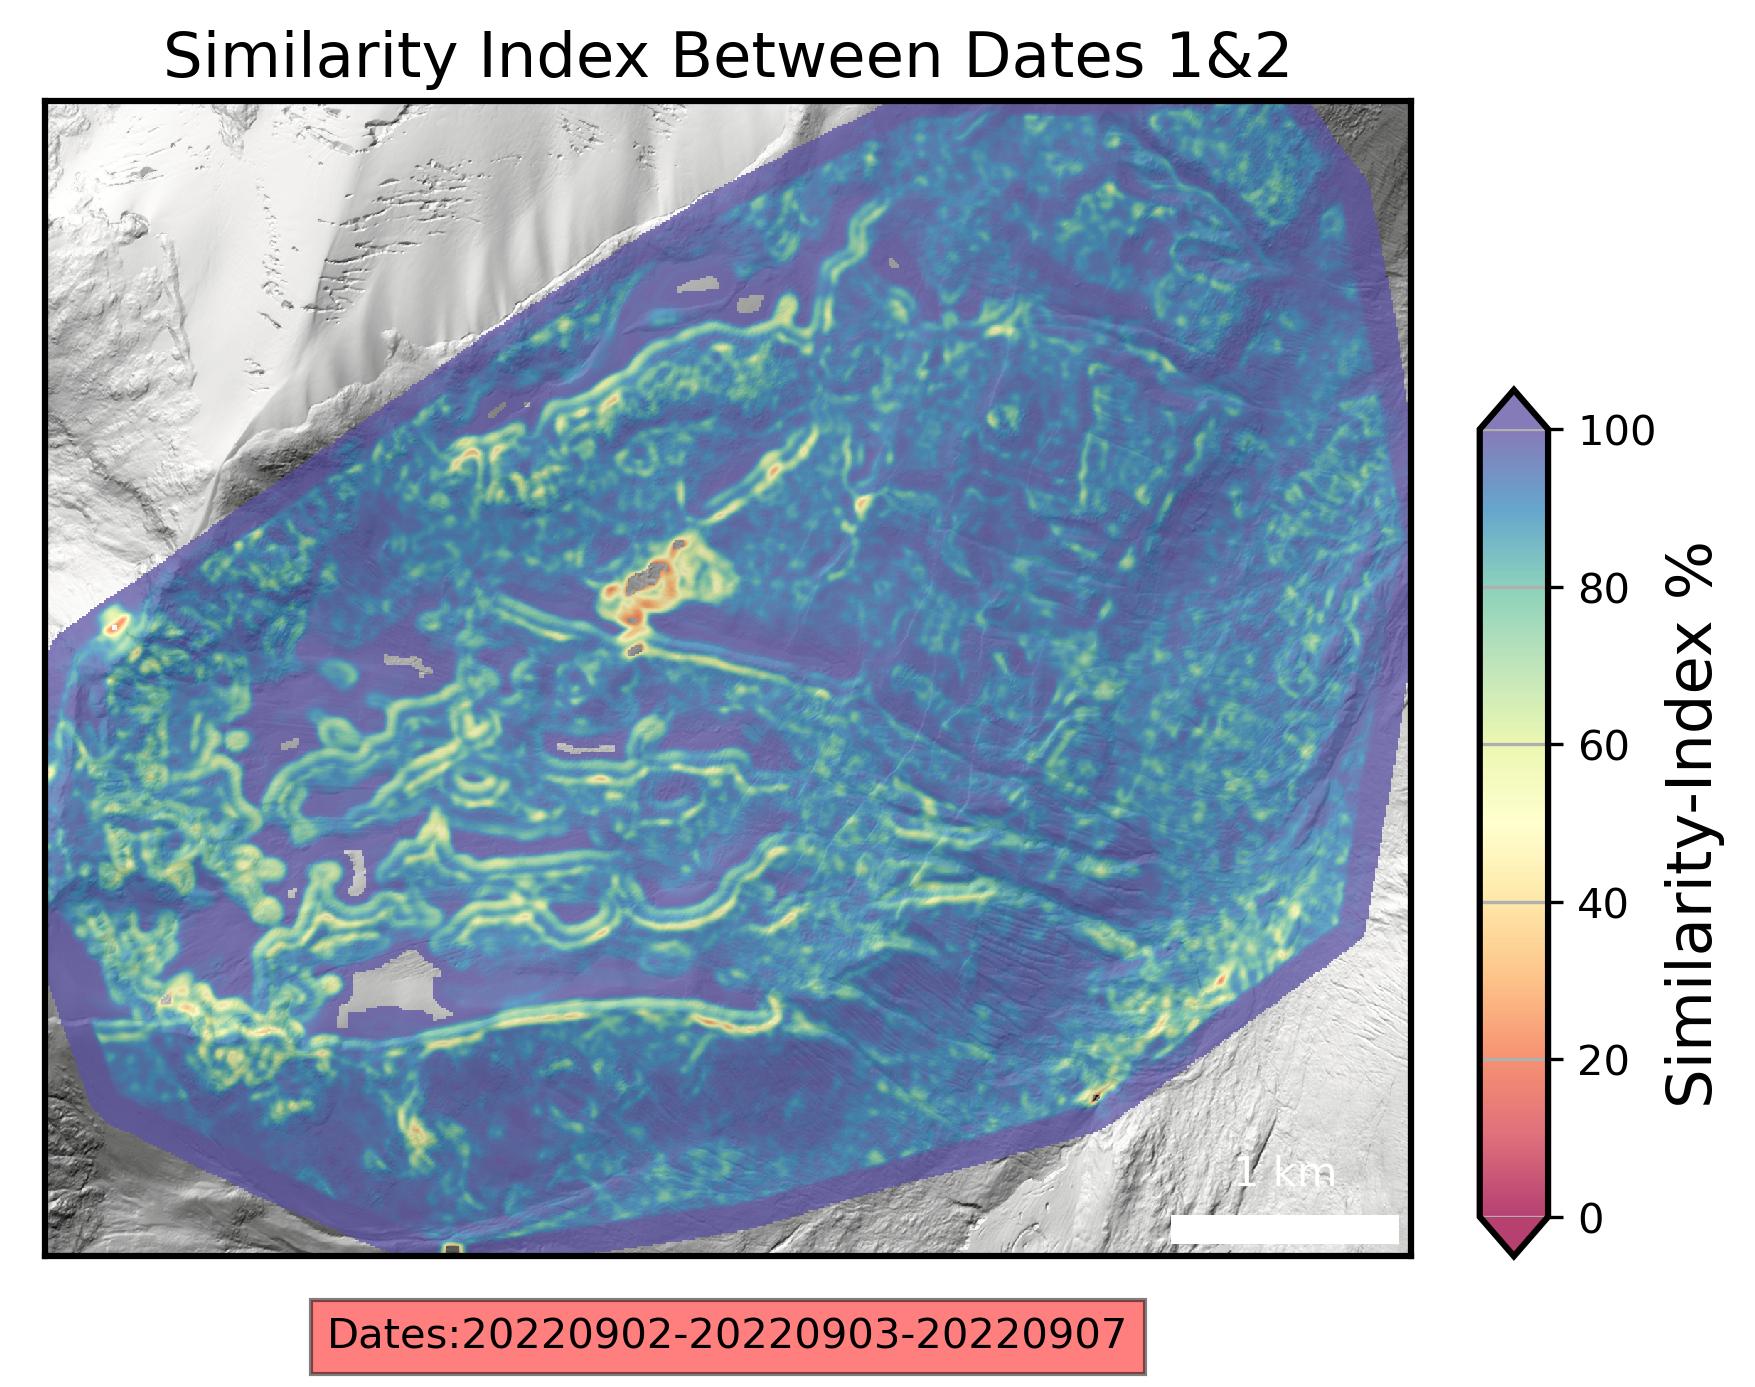 Similarity Index Between Dates 1&2
100
80
60
40
20
0
Similarity-Index %
1 km
Dates:20220902-20220903-20220907